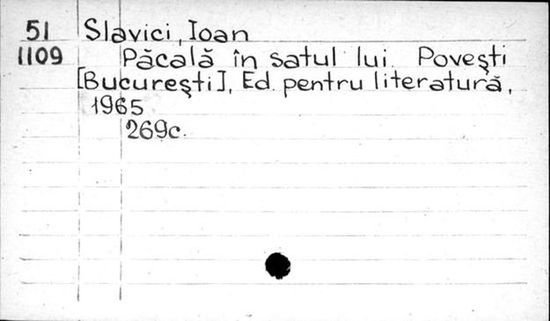 51 Slavici, Ioan
1109 Păcală în satul lui. Povești
[București], Ed. pentru literatură,
1965
269c.